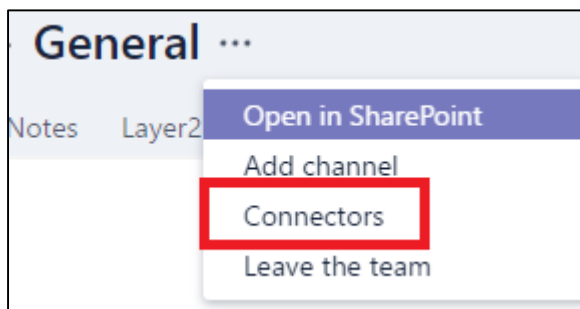 General ...
Notes Layer2
Open in SharePoint
Add channel
Connectors
Leave the team